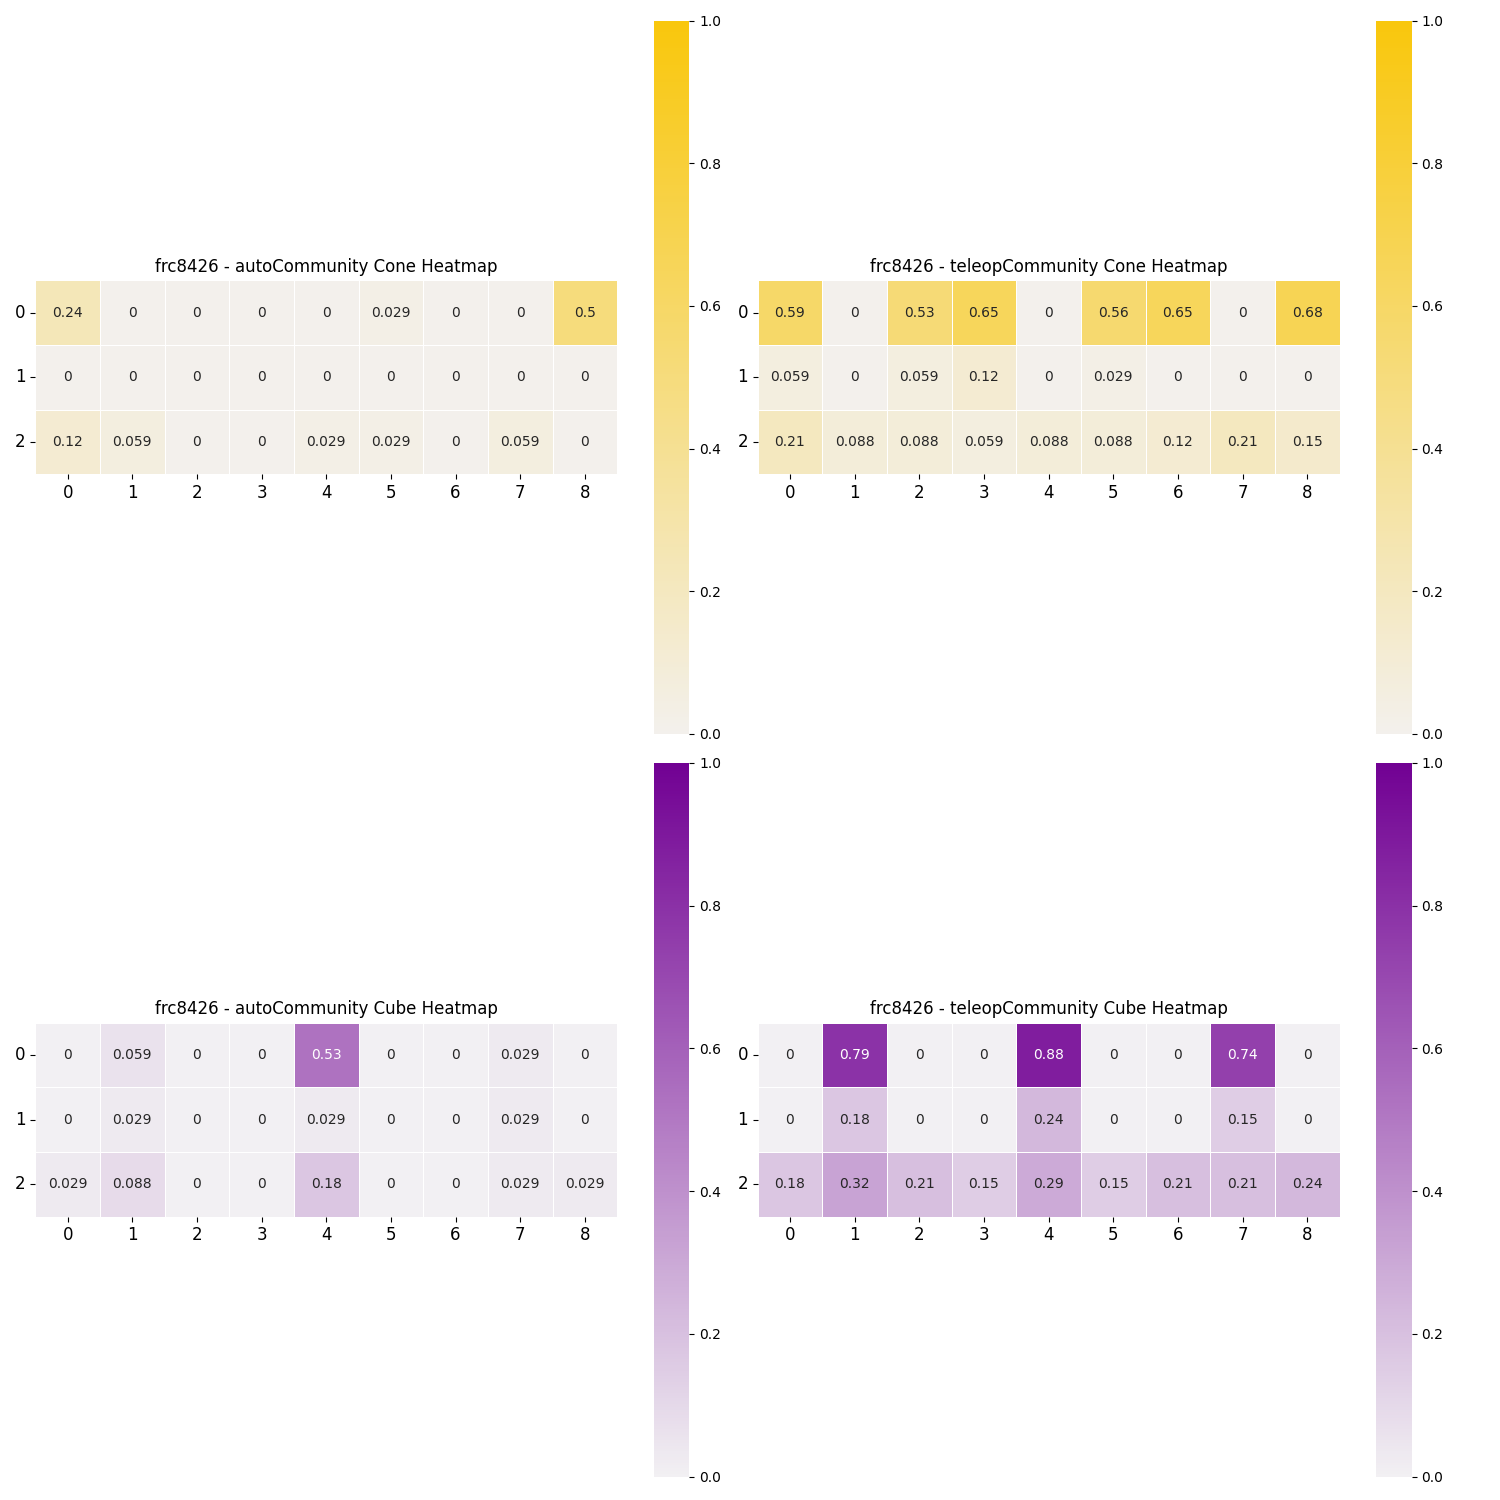 frc8426 - autoCommunity Cone Heatmap
0 0.24 0 0 0 0 0.029 0 0 0.5
1 0 0 0 0 0 0 0 0 0
2 0.12 0.059 0 0 0.029 0.029 0 0.059 0
0 1 2 3 4 5 6 7 8
1.0
0.8
0.6
0.4
0.2
0.0
frc8426 - teleopCommunity Cone Heatmap
0 0.59 0 0.53 0.65 0 0.56 0.65 0 0.68
1 0.059 0 0.059 0.12 0 0.029 0 0 0
2 0.21 0.088 0.088 0.059 0.088 0.088 0.12 0.21 0.15
0 1 2 3 4 5 6 7 8
1.0
0.8
0.6
0.4
0.2
0.0
frc8426 - autoCommunity Cube Heatmap
0 0 0.059 0 0 0.53 0 0 0.029 0
1 0 0.029 0 0 0.029 0 0 0.029 0
2 0.029 0.088 0 0 0.18 0 0 0.029 0.029
0 1 2 3 4 5 6 7 8
1.0
0.8
0.6
0.4
0.2
0.0
frc8426 - teleopCommunity Cube Heatmap
0 0 0.79 0 0 0.88 0 0 0.74 0
1 0 0.18 0 0 0.24 0 0 0.15 0
2 0.18 0.32 0.21 0.15 0.29 0.15 0.21 0.21 0.24
0 1 2 3 4 5 6 7 8
1.0
0.8
0.6
0.4
0.2
0.0